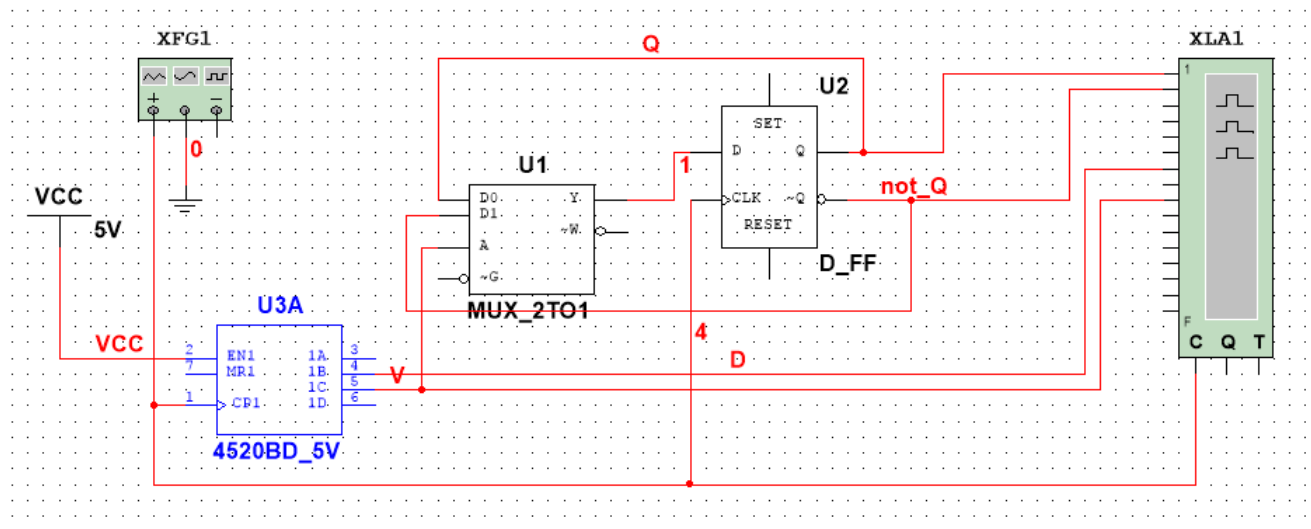 XFG1
+
−
0
VCC
5V
Q
U1
D0
D1
A
~G
Y
~W
MUX_2TO1
1
U2
SET
D
Q
CLK
~Q
RESET
D_FF
not_Q
4
D
V
U3A
VCC
2
7
1
EN1
MR1
CP1
1A
1B
1C
1D
3
4
5
6
4520BD_5V
XLA1
1
F
C
Q
T